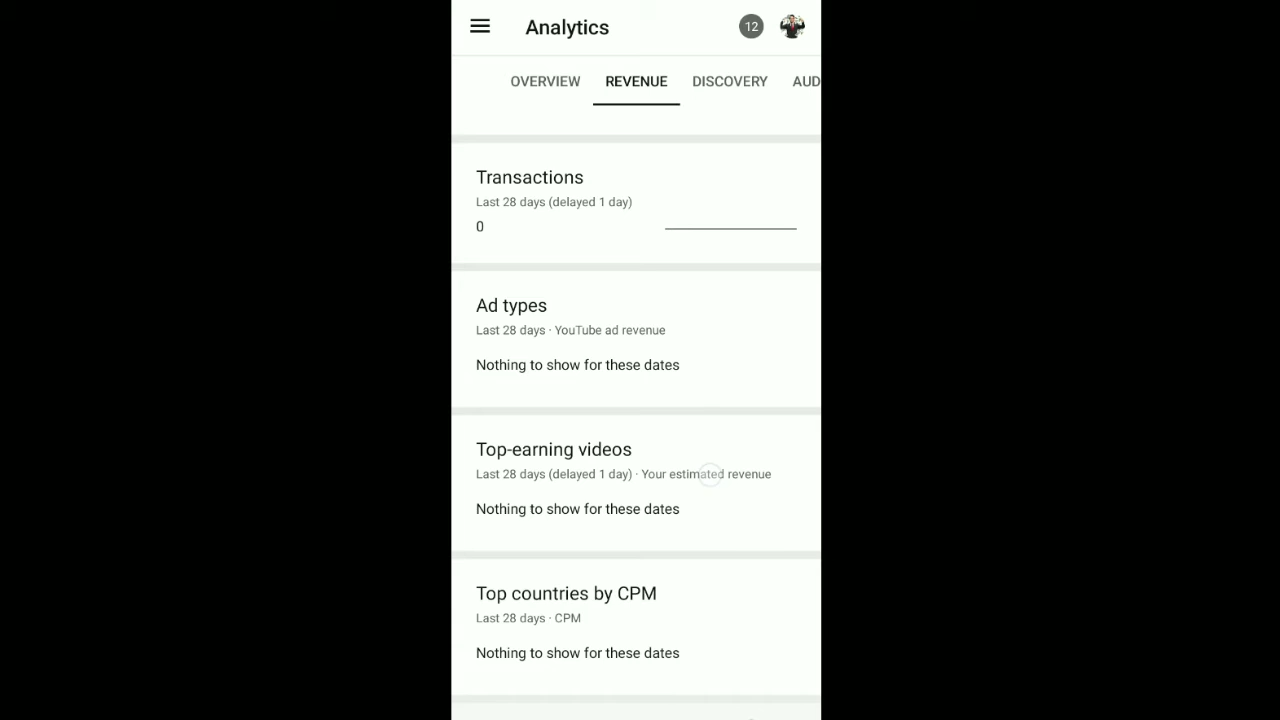 Analytics
12
OVERVIEW REVENUE DISCOVERY AUD
Transactions
Last 28 days (delayed 1 day)
0
Ad types
Last 28 days · YouTube ad revenue
Nothing to show for these dates
Top-earning videos
Last 28 days (delayed 1 day) · Your estimated revenue
Nothing to show for these dates
Top countries by CPM
Last 28 days · CPM
Nothing to show for these dates